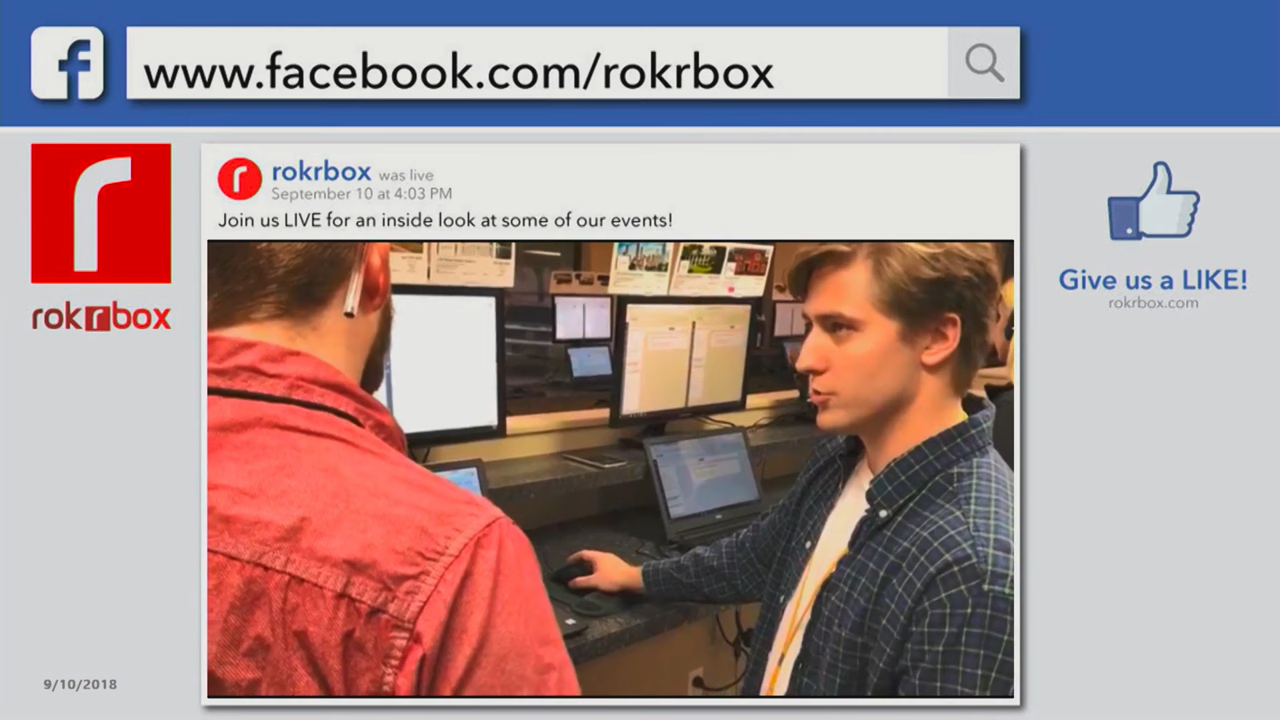 f
www.facebook.com/rokrbox
r
rokrbox
r
rokrbox was live
September 10 at 4:03 PM
Join us LIVE for an inside look at some of our events!
Give us a LIKE!
rokrbox.com
9/10/2018